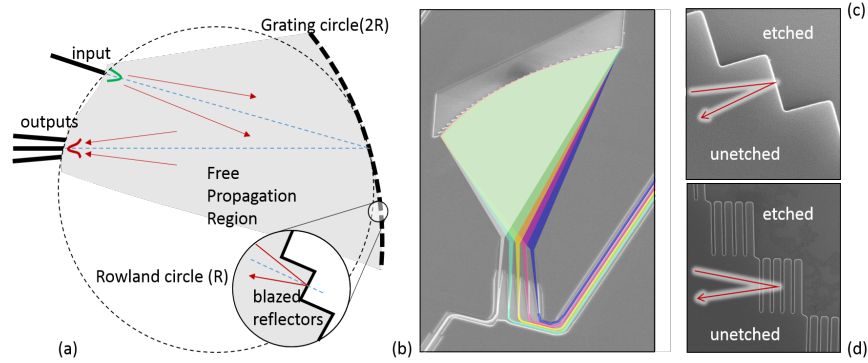 Grating circle(2R)
input
outputs
Free
Propagation
Region
Rowland circle (R)
blazed
reflectors
(a)
(b)
(c)
etched
unetched
etched
unetched
(d)